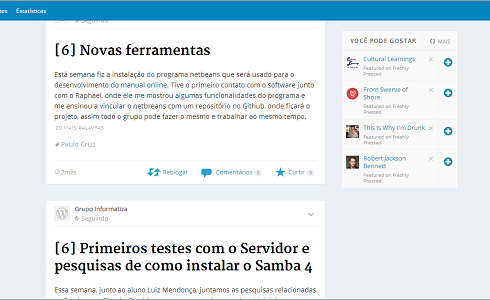 Estatísticas
Seguindo
[6] Novas ferramentas
Está semana fiz a instalação do programa netbeans que será usado para o
desenvolvimento do manual online. Tive o primeiro contato com o software junto
com o Raphael, onde ele me mostrou algumas funcionalidades do programa e
me ensinou a vincular o netbreans com um repositório no Github, onde ficará o
projeto, assim todo o grupo pode fazer o mesmo e trabalhar ao mesmo tempo.
20 MAIS PALAVRAS
Paulo Cruz
2mês
Reblogar
Comentários 0
Curtir 0
Grupo Informatiza
Seguindo
[6] Primeiros testes com o Servidor e
pesquisas de como instalar o Samba 4
Essa semana, junto ao aluno Luiz Mendonça, juntamos as pesquisas relacionadas
VOCÊ PODE GOSTAR
MAIS
Cultural Learnings
Featured on Freshly
Pressed
From Swerve of
Shore
Featured on Freshly
Pressed
This Is Why I'm Drunk
Featured on Freshly
Pressed
Robert Jackson
Bennett
Featured on Freshly
Pressed